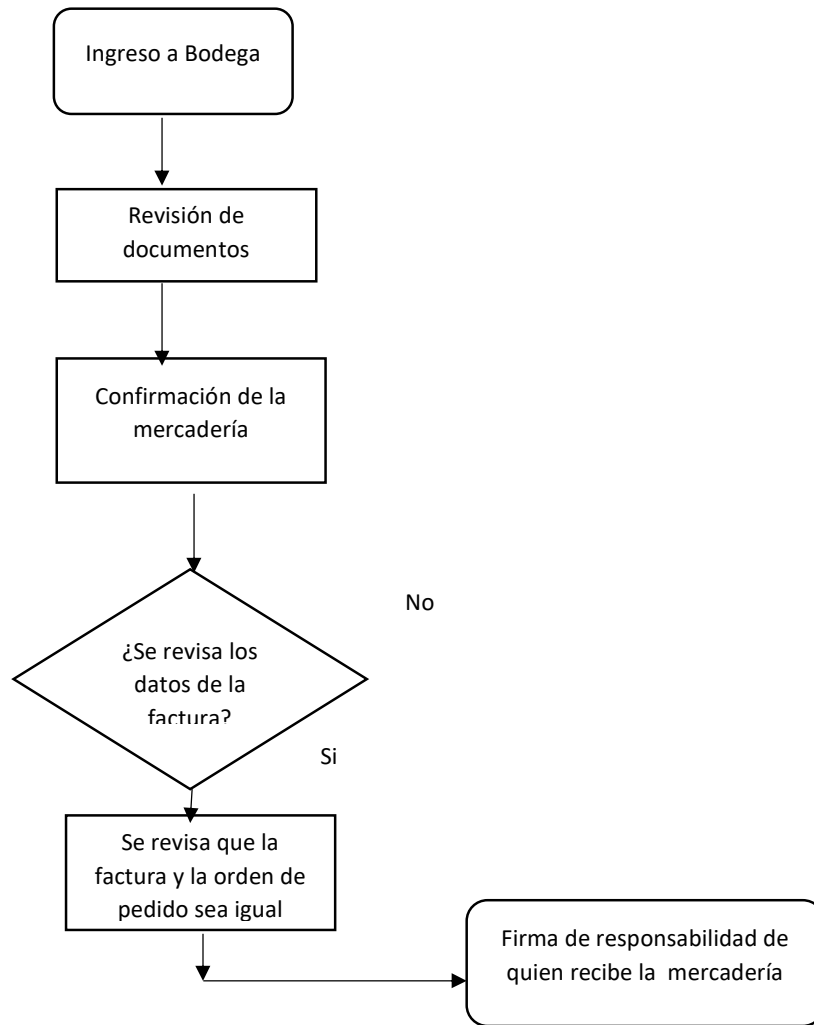 Ingreso a Bodega
Revisión de
documentos
Confirmación de la
mercadería
No
¿Se revisa los
datos de la
factura?
Si
Se revisa que la
factura y la orden de
pedido sea igual
Firma de responsabilidad de
quien recibe la mercadería